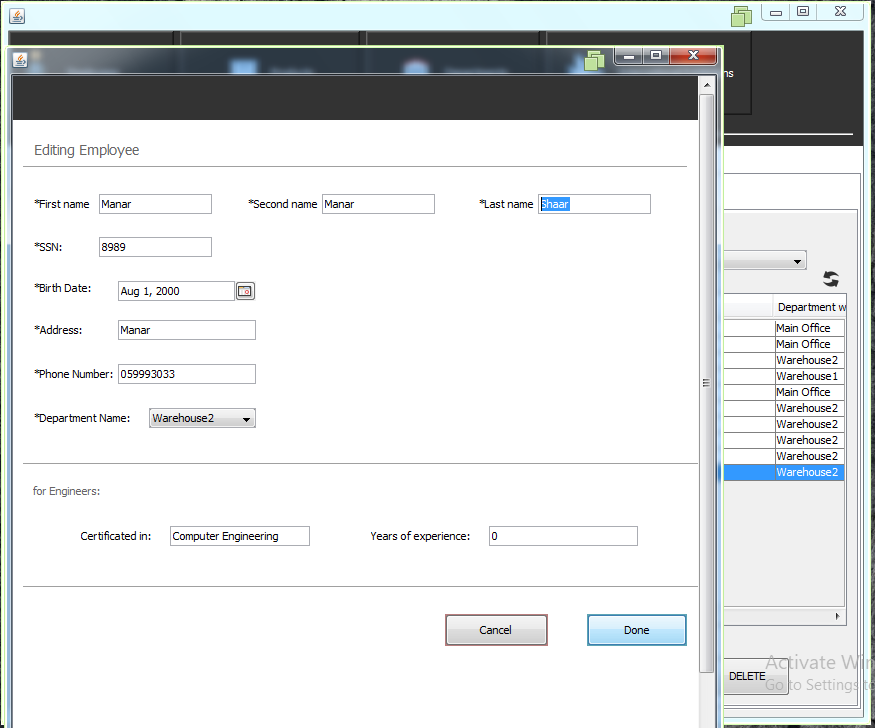 ns
Editing Employee
*First name Manar *Second name Manar *Last name Shaar
*SSN: 8989
*Birth Date: Aug 1, 2000
*Address: Manar
*Phone Number: 059993033
*Department Name: Warehouse2
for Engineers:
Certificated in: Computer Engineering Years of experience: 0
Cancel Done
Department w
Main Office
Main Office
Warehouse2
Warehouse1
Main Office
Warehouse2
Warehouse2
Warehouse2
Warehouse2
Warehouse2
DELETE
Activate Win
Go to Settings to